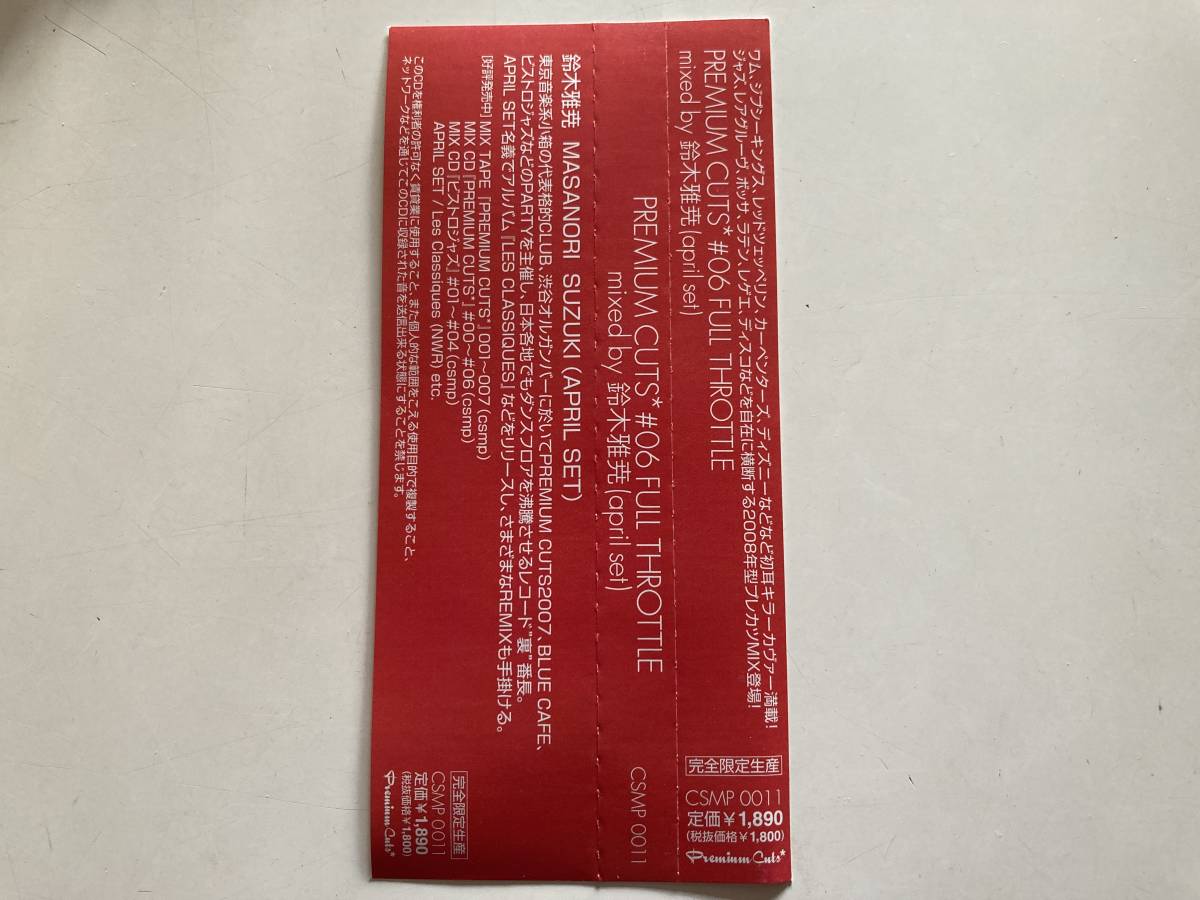 ワム、ジプシーキングス、レッドツェッペリン、カーペンターズ、ディズニーなどなど初耳キラーカヴァー満載!
ジャズ、レアグルーヴ、ボッサ、ラテン、レゲエ、ディスコなどを自在に横断する2008年型プレカツMIX登場!
PREMIUM CUTS* #06 FULL THROTTLE
mixed by 鈴木雅尭 (april set)
完全限定生産
CSMP 0011
定価¥1,890
(税抜価格¥1,800)
Premium Cuts*
PREMIUM CUTS* #06 FULL THROTTLE
mixed by 鈴木雅尭 (april set)
CSMP 0011
鈴木雅尭 MASANORI SUZUKI (APRIL SET)
東京音楽系小箱の代表格的CLUB、渋谷オルガンバーに於いてPREMIUM CUTS2007、BLUE CAFE、
ビストロジャズなどのPARTYを主催し、日本各地でもダンスフロアを沸騰させるレコード"裏"番長。
APRIL SET名義でアルバム『LES CLASSIQUES』などをリリースし、さまざまなREMIXも手掛ける。
[好評発売中] MIX TAPE『PREMIUM CUTS*』001~007 (csmp)
MIX CD『PREMIUM CUTS*』#00~#06 (csmp)
MIX CD『ビストロジャズ』#01~#04 (csmp)
APRIL SET / Les Classiques (NWR) etc.
このCDを権利者の許可なく賃貸業に使用すること、また個人的な範囲をこえる使用目的で複製すること、
ネットワークなどを通じてこのCDに収録された音を送信出来る状態にすることを禁じます。
完全限定生産
CSMP 0011
定価¥1,890
(税抜価格¥1,800)
Premium Cuts*